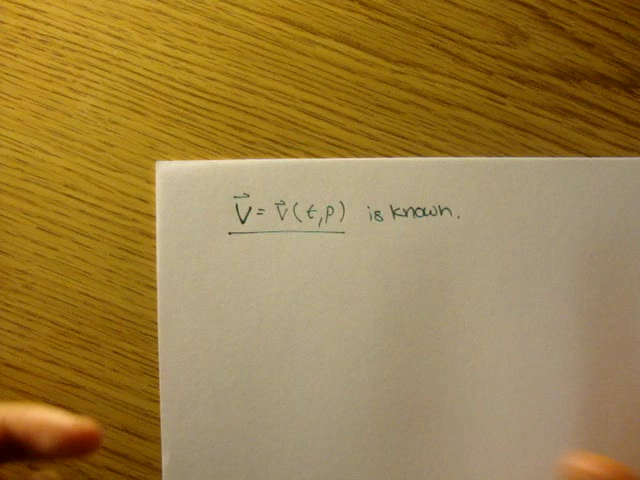 V⃗ = v⃗(t,p) is known.